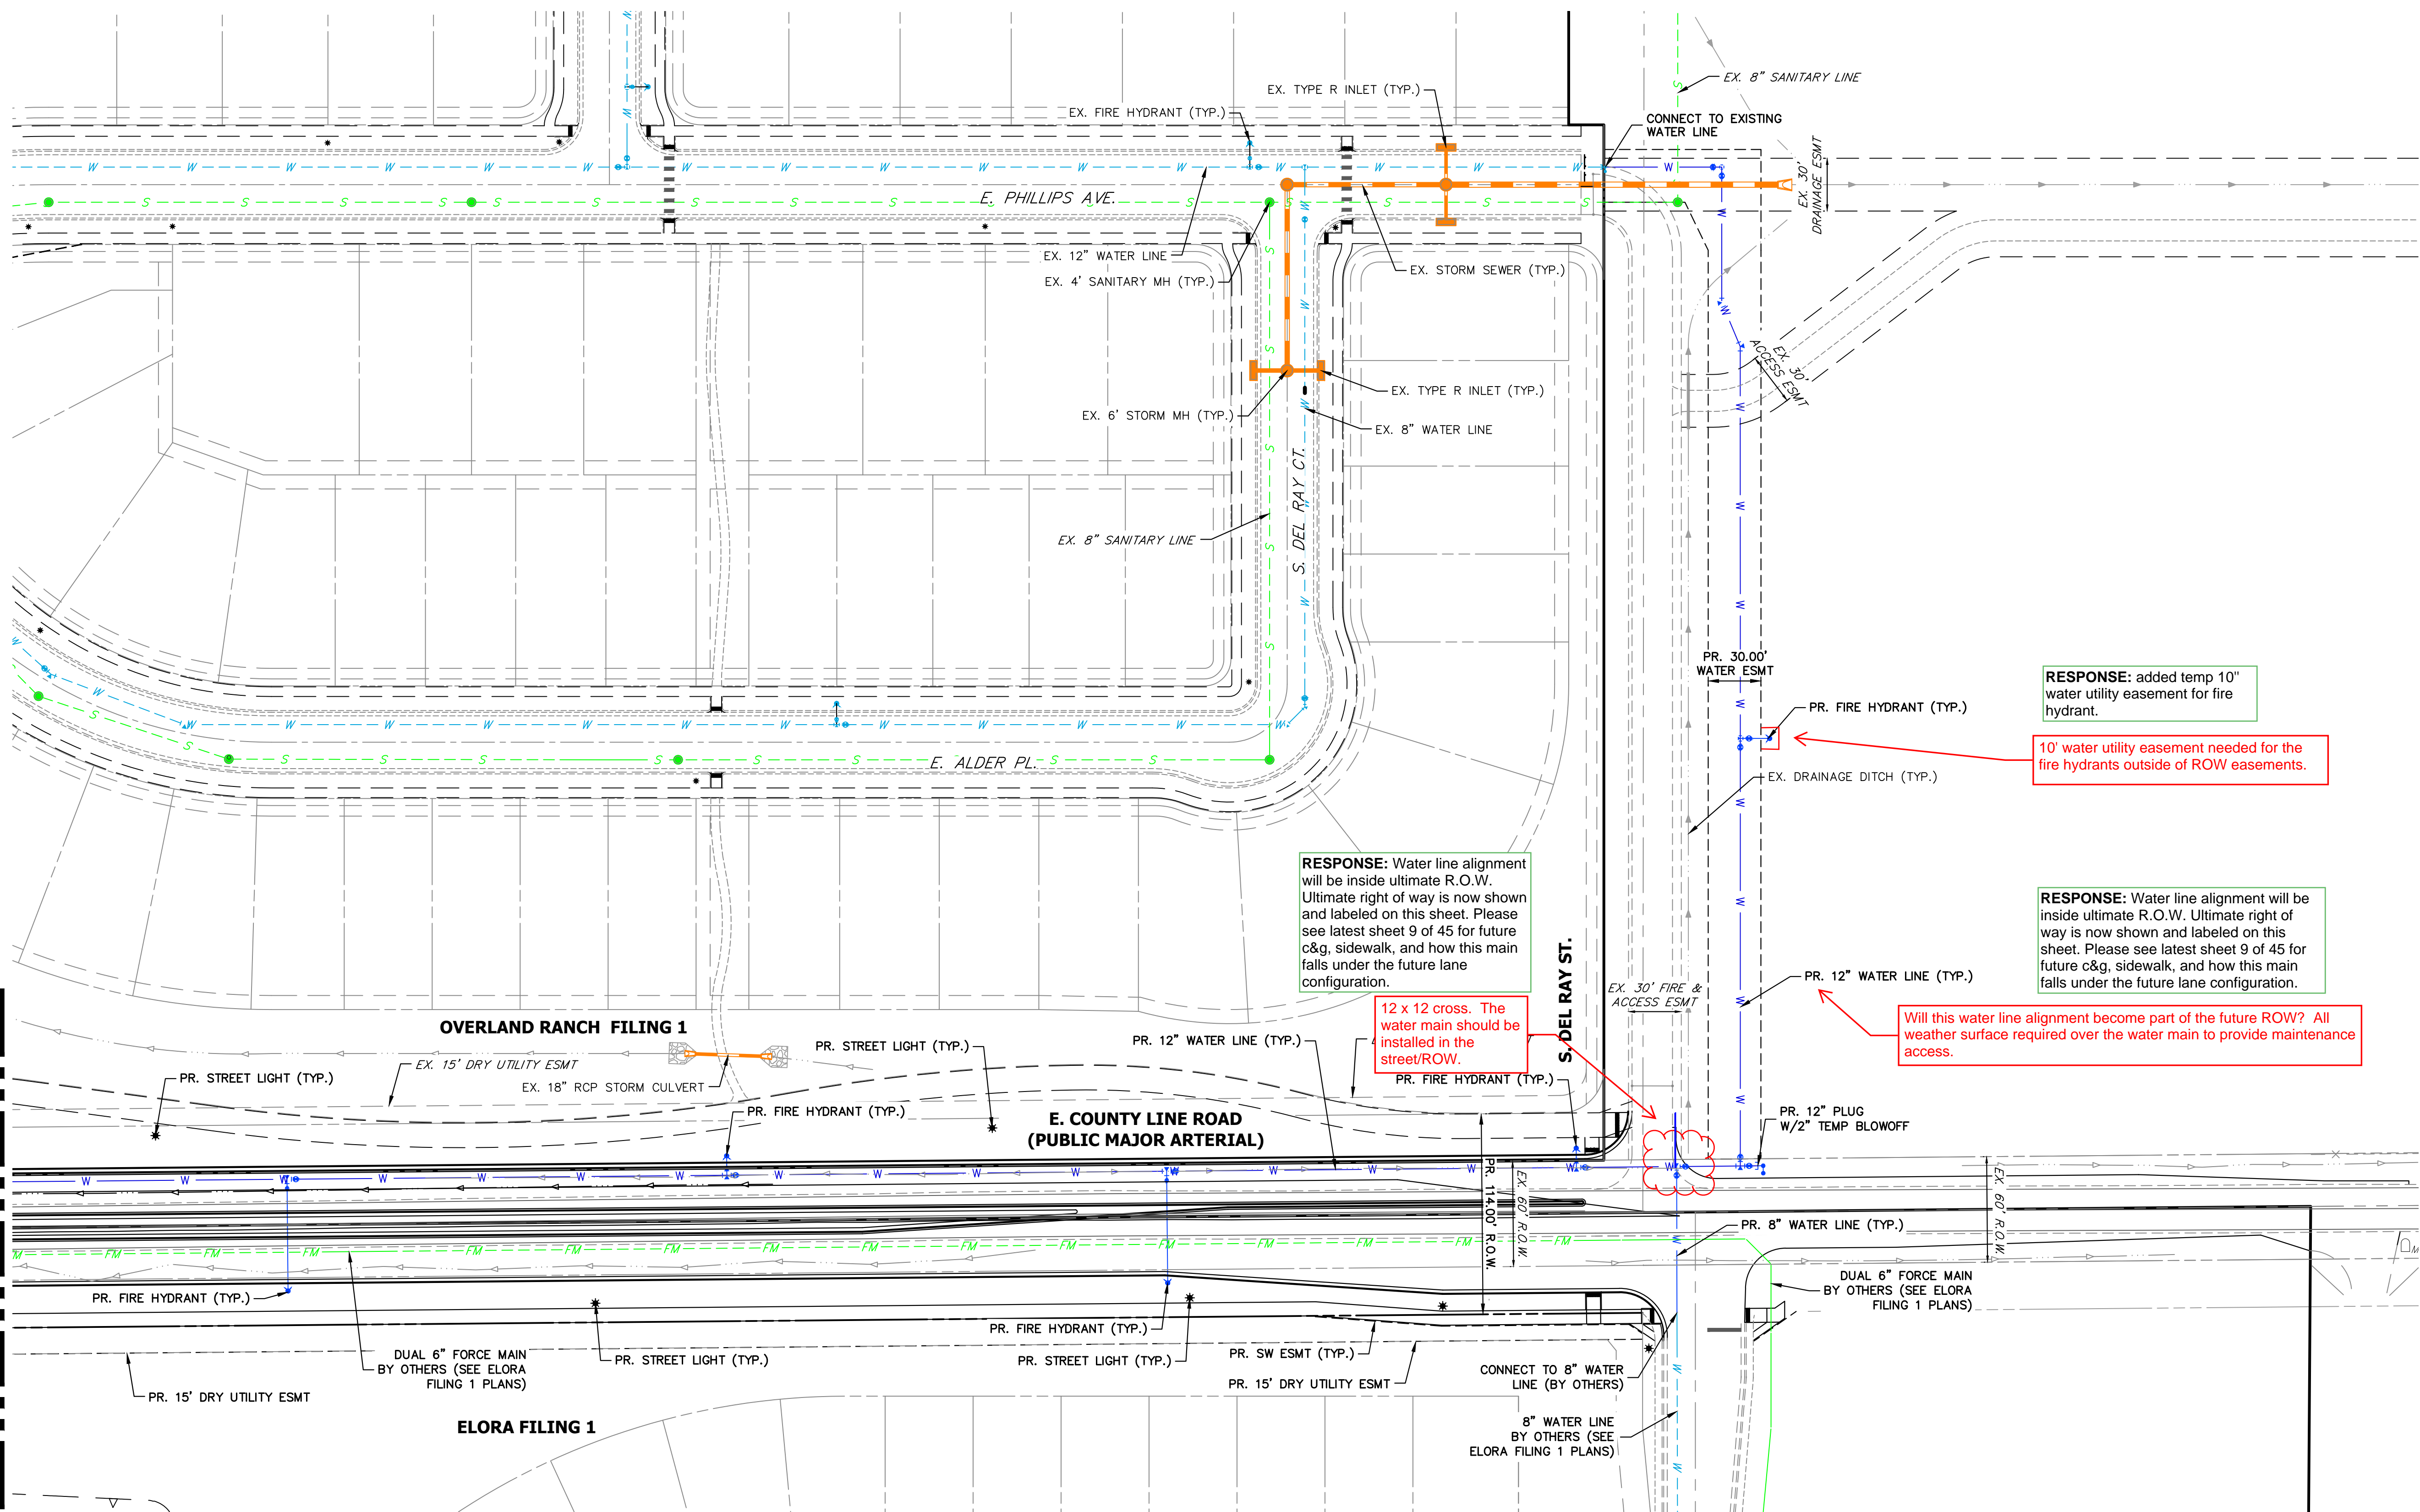 EX. 8" SANITARY LINE
EX. TYPE R INLET (TYP.)
EX. FIRE HYDRANT (TYP.)
CONNECT TO EXISTING
WATER LINE
EX. 30'
DRAINAGE ESMT
E. PHILLIPS AVE.
EX. 12" WATER LINE
EX. 4' SANITARY MH (TYP.)
EX. STORM SEWER (TYP.)
EX. 30'
ACCESS ESMT
EX. TYPE R INLET (TYP.)
EX. 6' STORM MH (TYP.)
EX. 8" WATER LINE
S. DEL RAY CT.
EX. 8" SANITARY LINE
PR. 30.00'
WATER ESMT
RESPONSE: added temp 10"
water utility easement for fire
hydrant.
PR. FIRE HYDRANT (TYP.)
10' water utility easement needed for the
fire hydrants outside of ROW easements.
E. ALDER PL.
EX. DRAINAGE DITCH (TYP.)
RESPONSE: Water line alignment
will be inside ultimate R.O.W.
Ultimate right of way is now shown
and labeled on this sheet. Please
see latest sheet 9 of 45 for future
c&g, sidewalk, and how this main
falls under the future lane
configuration.
RESPONSE: Water line alignment will be
inside ultimate R.O.W. Ultimate right of
way is now shown and labeled on this
sheet. Please see latest sheet 9 of 45 for
future c&g, sidewalk, and how this main
falls under the future lane configuration.
S. DEL RAY ST.
PR. 12" WATER LINE (TYP.)
EX. 30' FIRE &
ACCESS ESMT
12 x 12 cross. The
water main should be
installed in the
street/ROW.
Will this water line alignment become part of the future ROW? All
weather surface required over the water main to provide maintenance
access.
OVERLAND RANCH FILING 1
PR. STREET LIGHT (TYP.)
PR. 12" WATER LINE (TYP.)
EX. 15' DRY UTILITY ESMT
PR. STREET LIGHT (TYP.)
EX. 18" RCP STORM CULVERT
PR. FIRE HYDRANT (TYP.)
PR. FIRE HYDRANT (TYP.)
E. COUNTY LINE ROAD
(PUBLIC MAJOR ARTERIAL)
PR. 12" PLUG
W/2" TEMP BLOWOFF
PR. 114.00' R.O.W.
EX. 60' R.O.W.
EX. 60' R.O.W.
PR. 8" WATER LINE (TYP.)
PR. FIRE HYDRANT (TYP.)
DUAL 6" FORCE MAIN
BY OTHERS (SEE ELORA
FILING 1 PLANS)
PR. FIRE HYDRANT (TYP.)
DUAL 6" FORCE MAIN
BY OTHERS (SEE ELORA
FILING 1 PLANS)
PR. STREET LIGHT (TYP.)
PR. STREET LIGHT (TYP.)
PR. SW ESMT (TYP.)
PR. 15' DRY UTILITY ESMT
PR. 15' DRY UTILITY ESMT
CONNECT TO 8" WATER
LINE (BY OTHERS)
ELORA FILING 1
8" WATER LINE
BY OTHERS (SEE
ELORA FILING 1 PLANS)